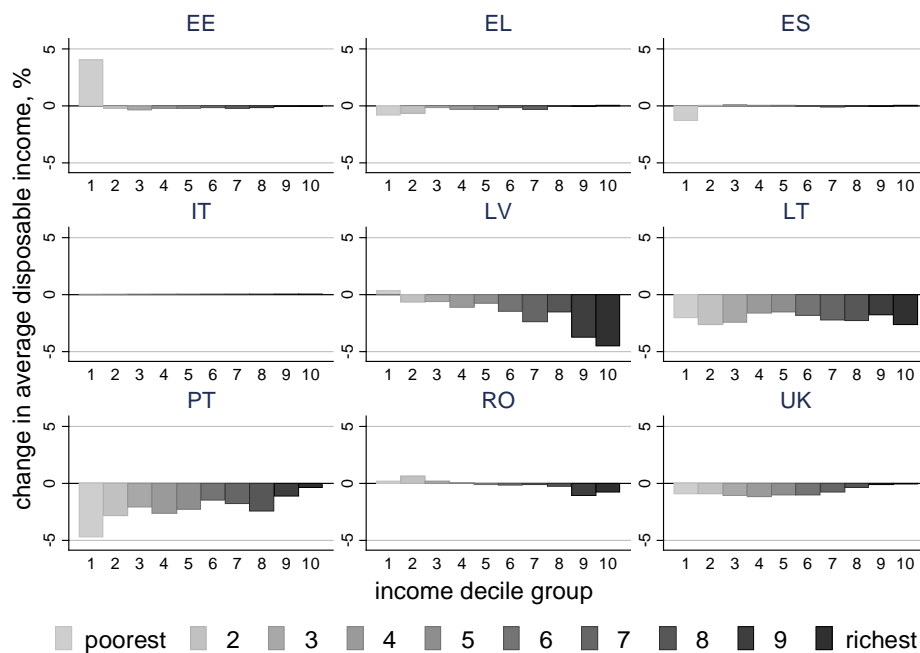 EE EL ES
change in average disposable income, %
5 5 5
0 0 0
-5 -5 -5
1 2 3 4 5 6 7 8 9 10 1 2 3 4 5 6 7 8 9 10 1 2 3 4 5 6 7 8 9 10
IT LV LT
5 5 5
0 0 0
-5 -5 -5
1 2 3 4 5 6 7 8 9 10 1 2 3 4 5 6 7 8 9 10 1 2 3 4 5 6 7 8 9 10
PT RO UK
5 5 5
0 0 0
-5 -5 -5
1 2 3 4 5 6 7 8 9 10 1 2 3 4 5 6 7 8 9 10 1 2 3 4 5 6 7 8 9 10
income decile group
poorest 2 3 4 5 6 7 8 9 richest